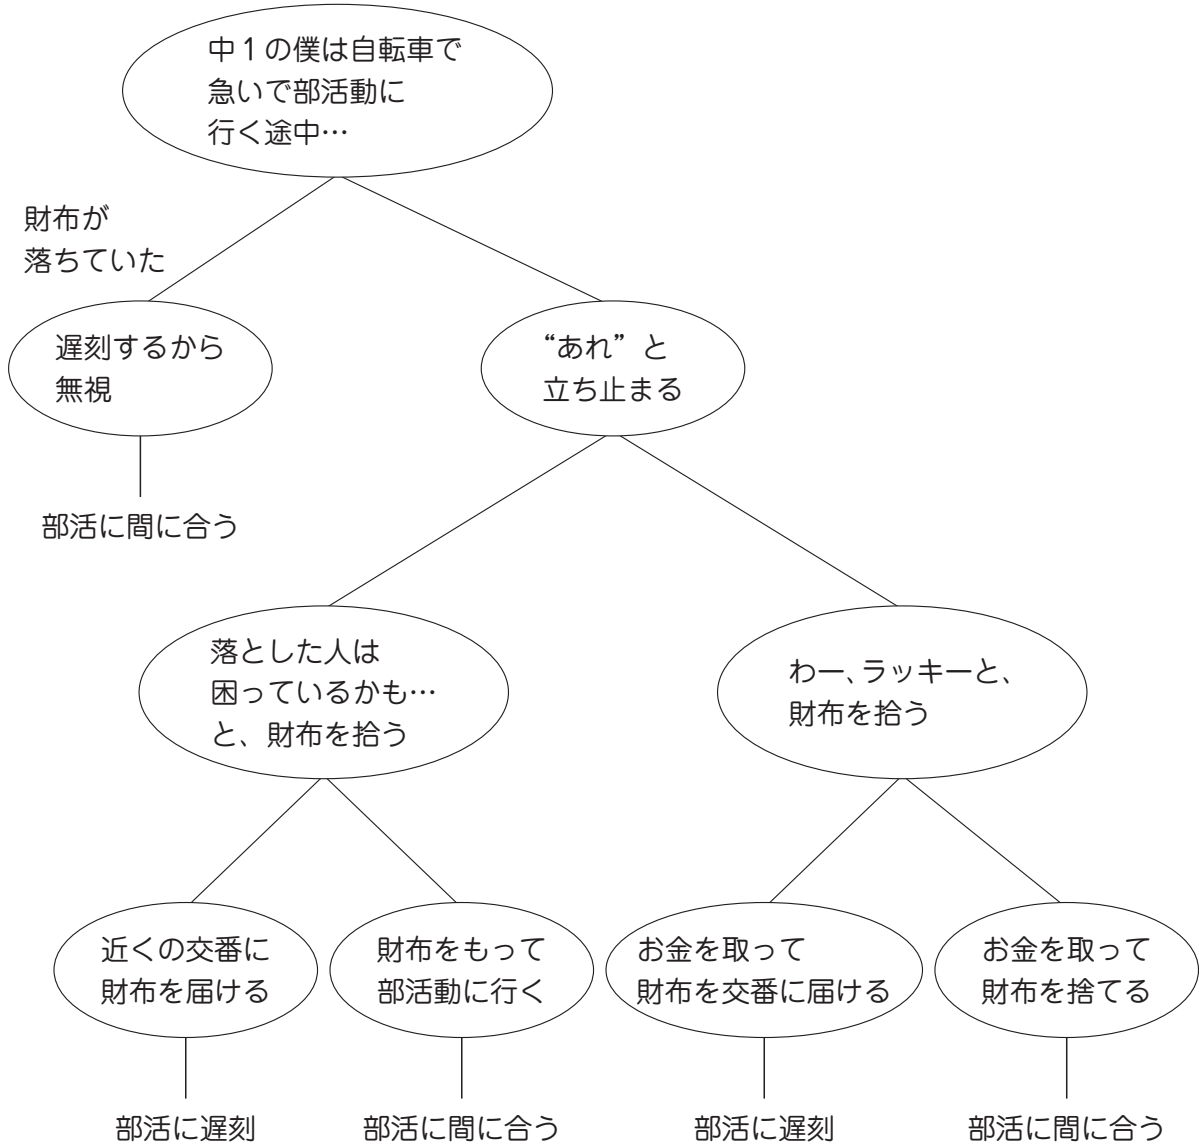 中１の僕は自転車で
急いで部活動に
行く途中…
財布が
落ちていた
遅刻するから
無視
“あれ”と
立ち止まる
部活に間に合う
落とした人は
困っているかも…
と、財布を拾う
わー、ラッキーと、
財布を拾う
近くの交番に
財布を届ける
財布をもって
部活動に行く
お金を取って
財布を交番に届ける
お金を取って
財布を捨てる
部活に遅刻
部活に間に合う
部活に遅刻
部活に間に合う